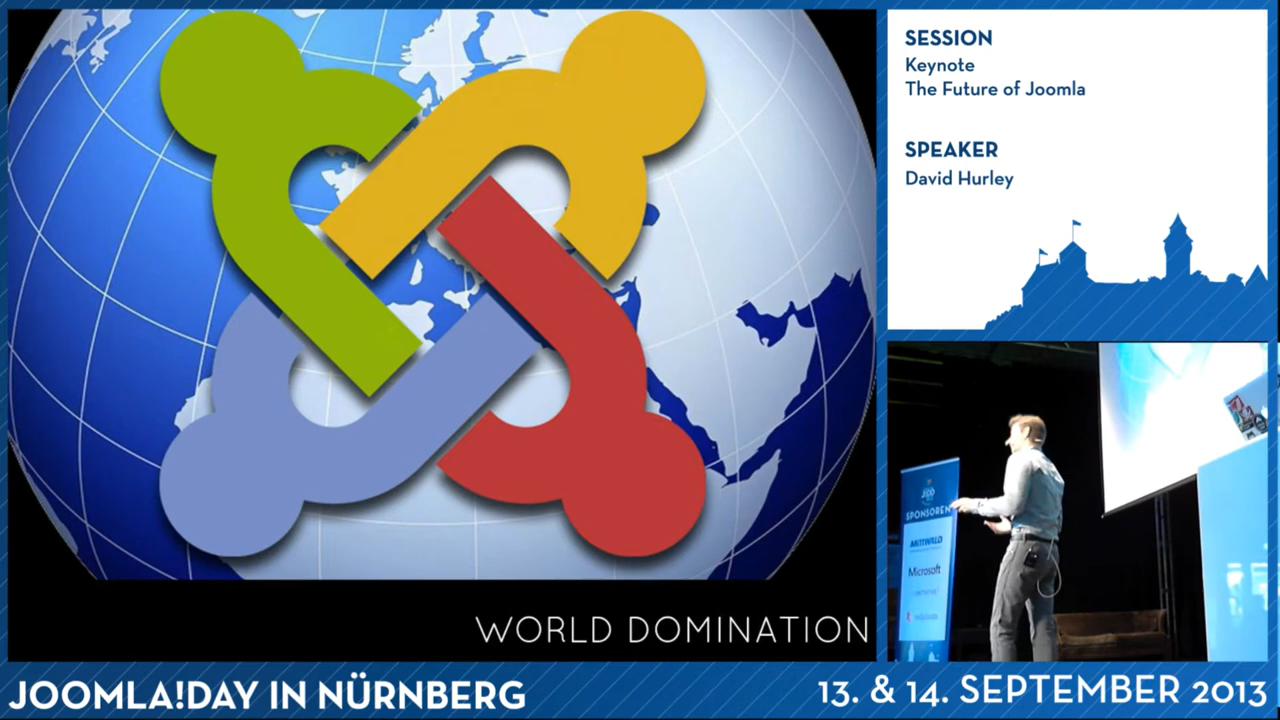 SESSION
Keynote
The Future of Joomla
SPEAKER
David Hurley
SPONSOREN
MITTWALD
Microsoft
WORLD DOMINATION
JOOMLA!DAY IN NÜRNBERG
13. & 14. SEPTEMBER 2013